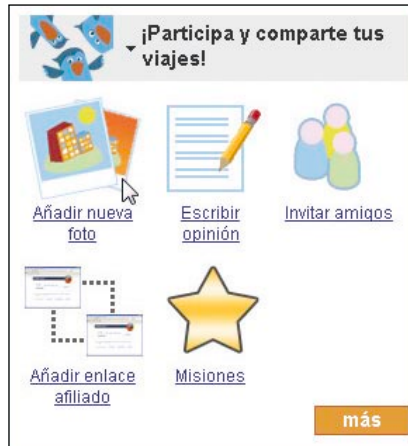 ¡Participa y comparte tus
viajes!
Añadir nueva
foto
Escribir
opinión
Invitar amigos
Añadir enlace
afiliado
Misiones
más